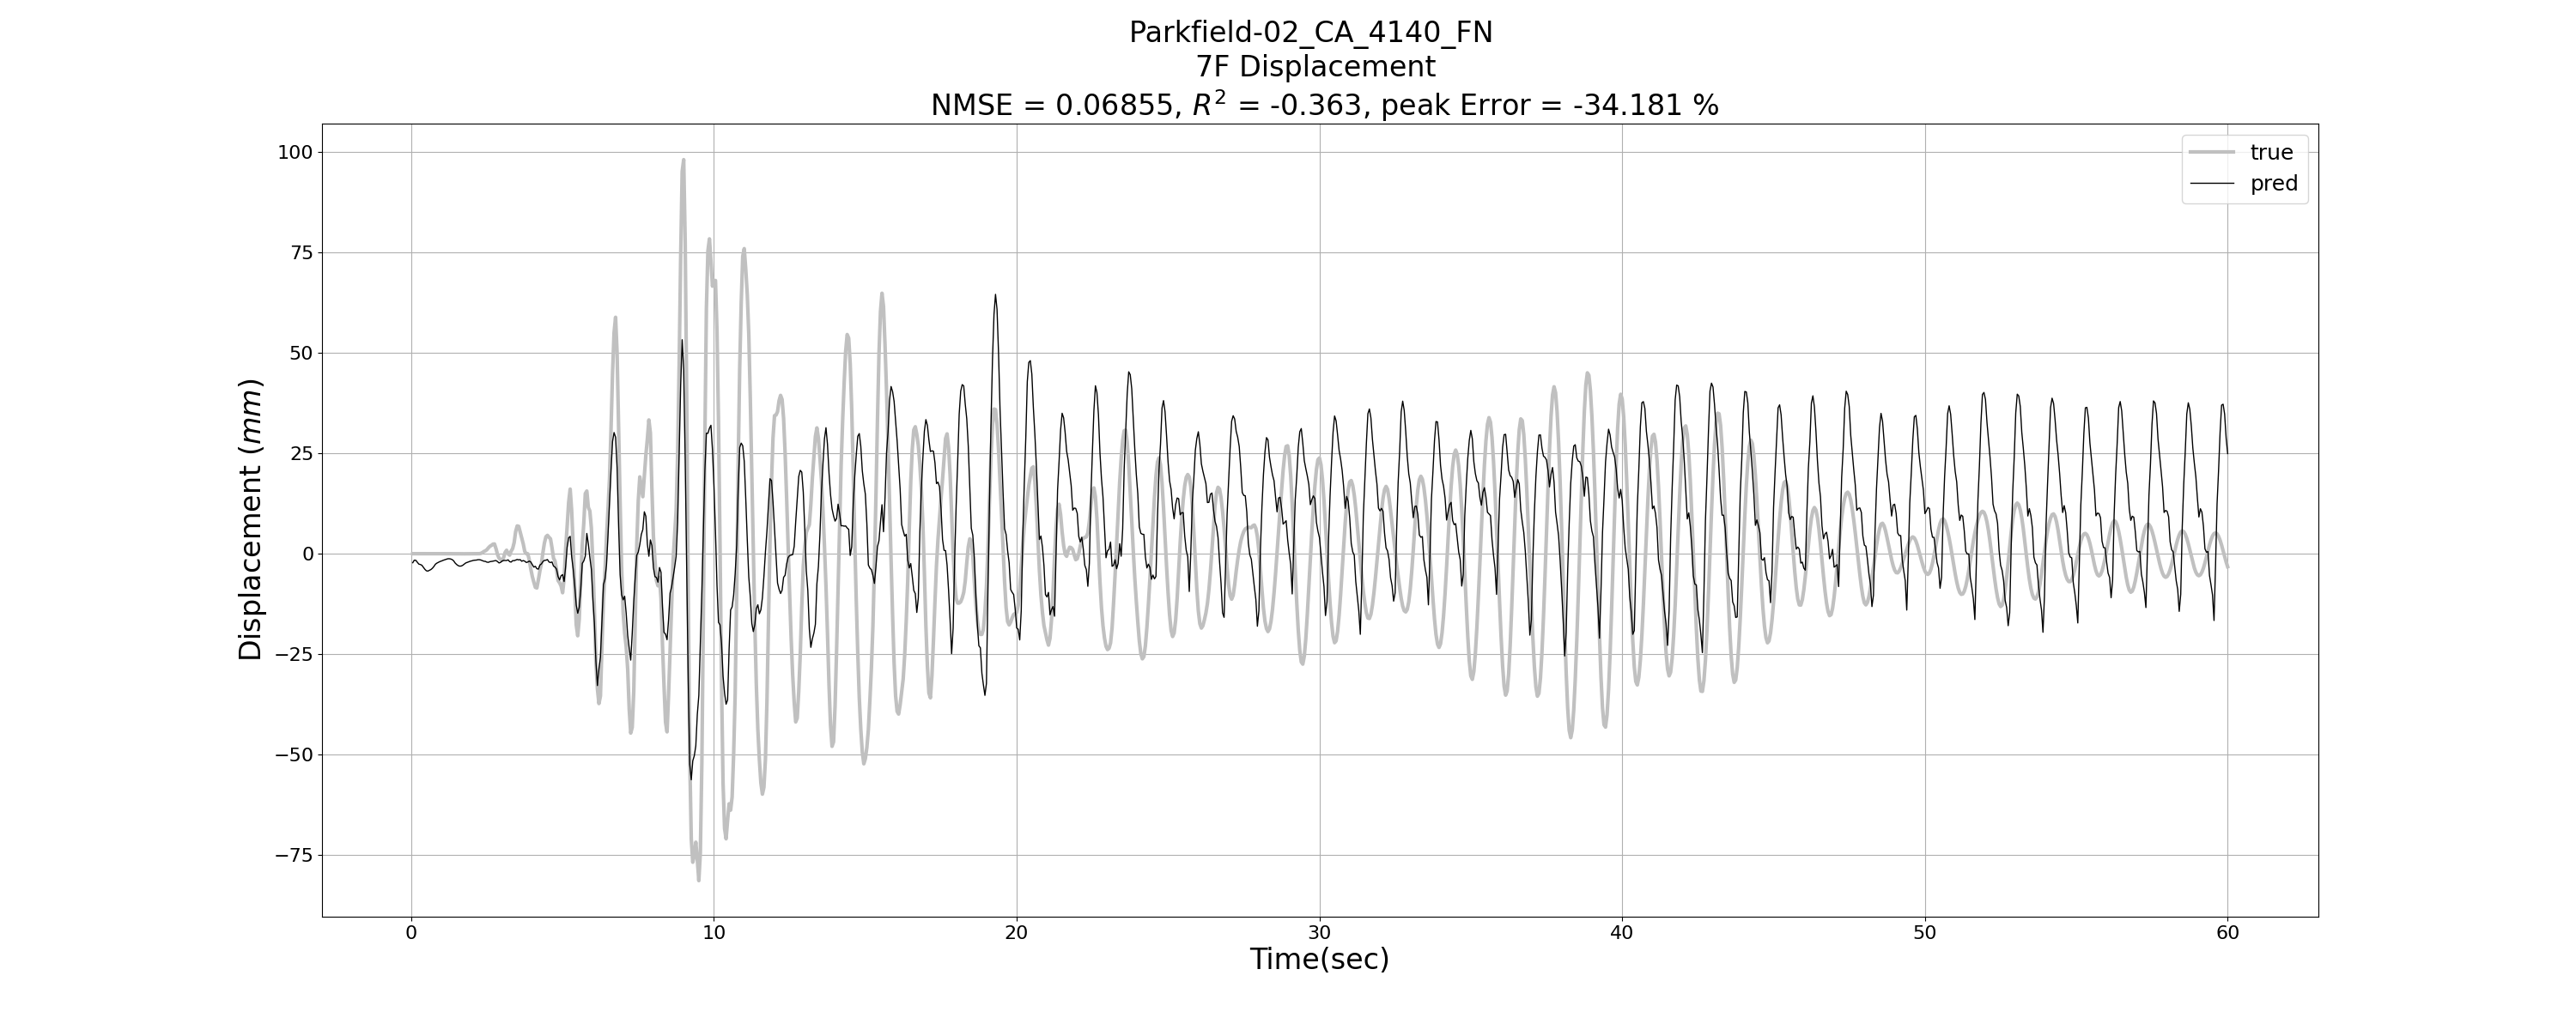 Parkfield-02_CA_4140_FN
7F Displacement
NMSE = 0.06855, R² = -0.363, peak Error = -34.181 %
true
pred
100
75
50
25
0
−25
−50
−75
Displacement (mm)
0 10 20 30 40 50 60
Time(sec)